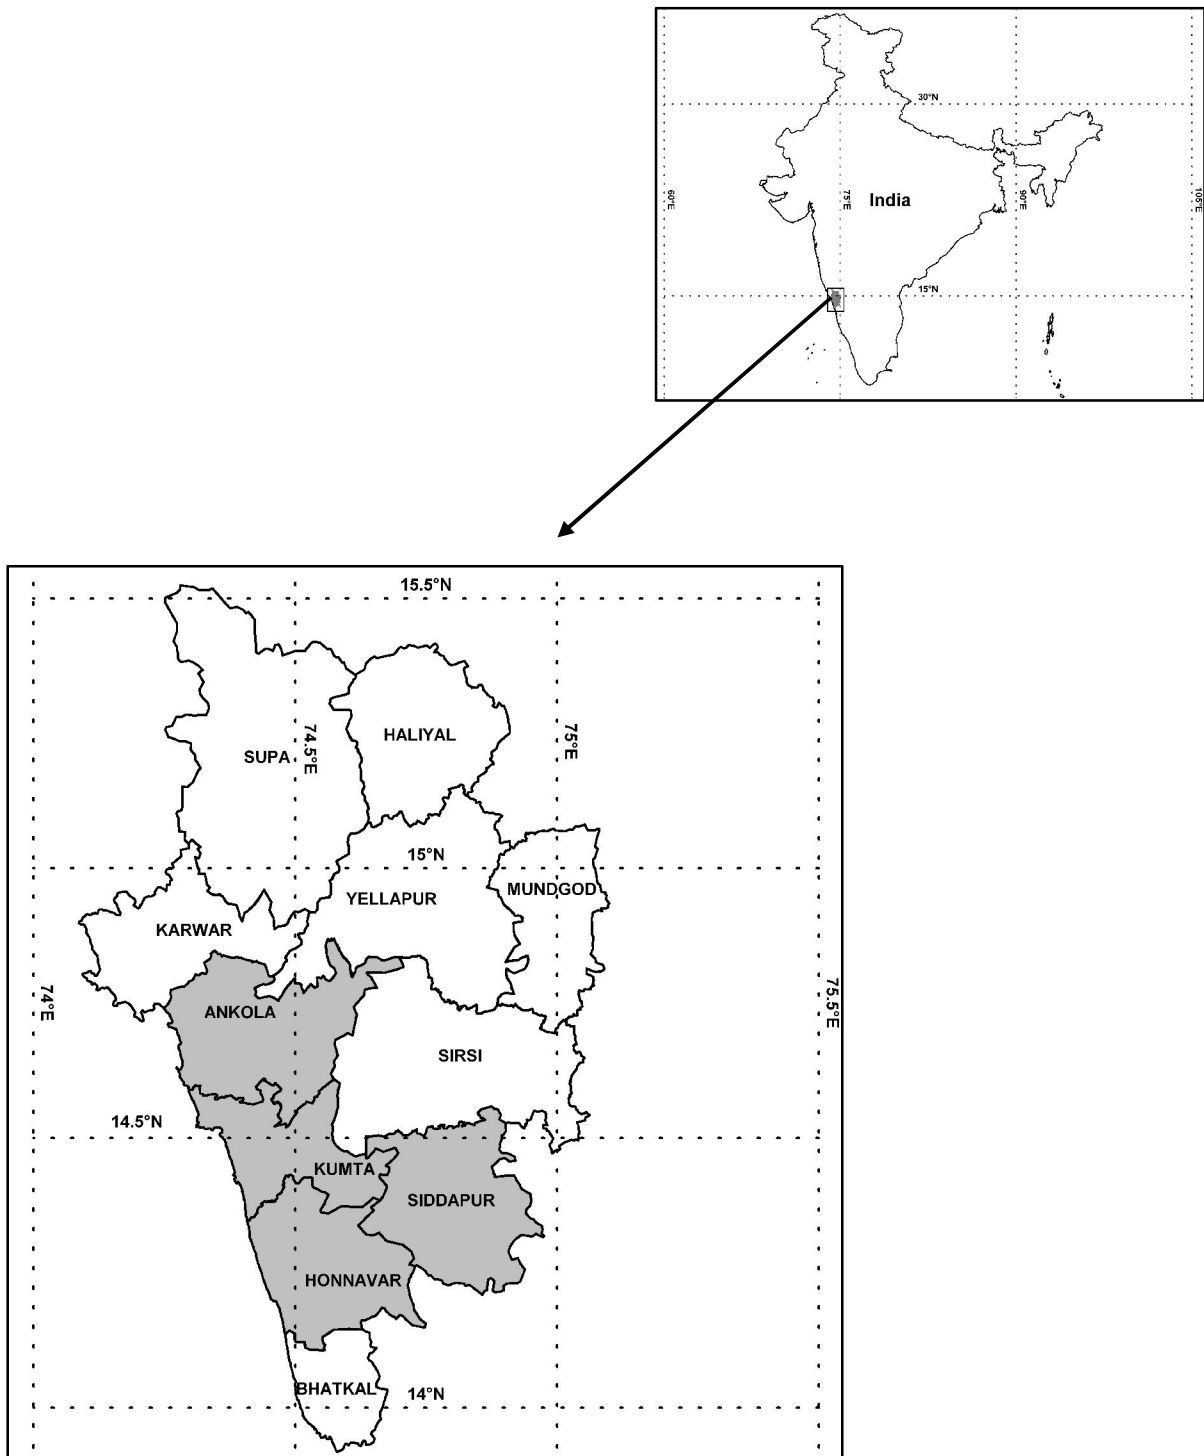 30°N
60°E
75°E
India
90°E
105°E
15°N
15.5°N
HALIYAL
SUPA
74.5°E
75°E
15°N
MUNDGOD
YELLAPUR
KARWAR
74°E
ANKOLA
75.5°E
SIRSI
14.5°N
KUMTA
SIDDAPUR
HONNAVAR
BHATKAL
14°N